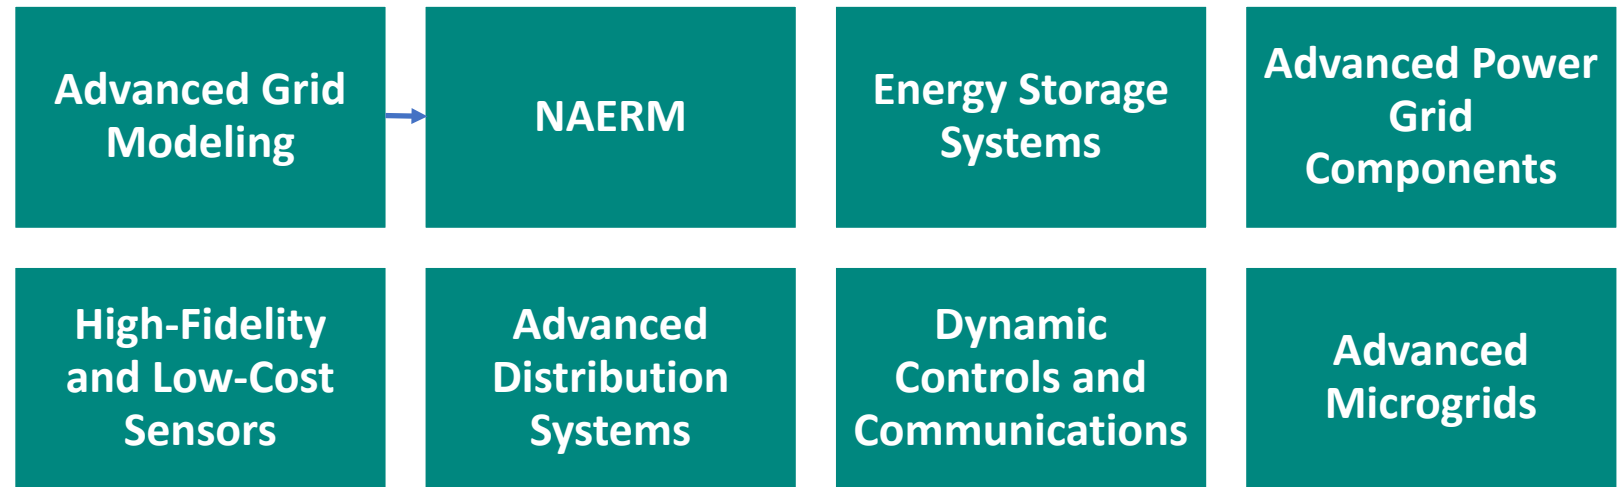 Advanced Grid
Modeling
NAERM
Energy Storage
Systems
Advanced Power
Grid
Components
High-Fidelity
and Low-Cost
Sensors
Advanced
Distribution
Systems
Dynamic
Controls and
Communications
Advanced
Microgrids